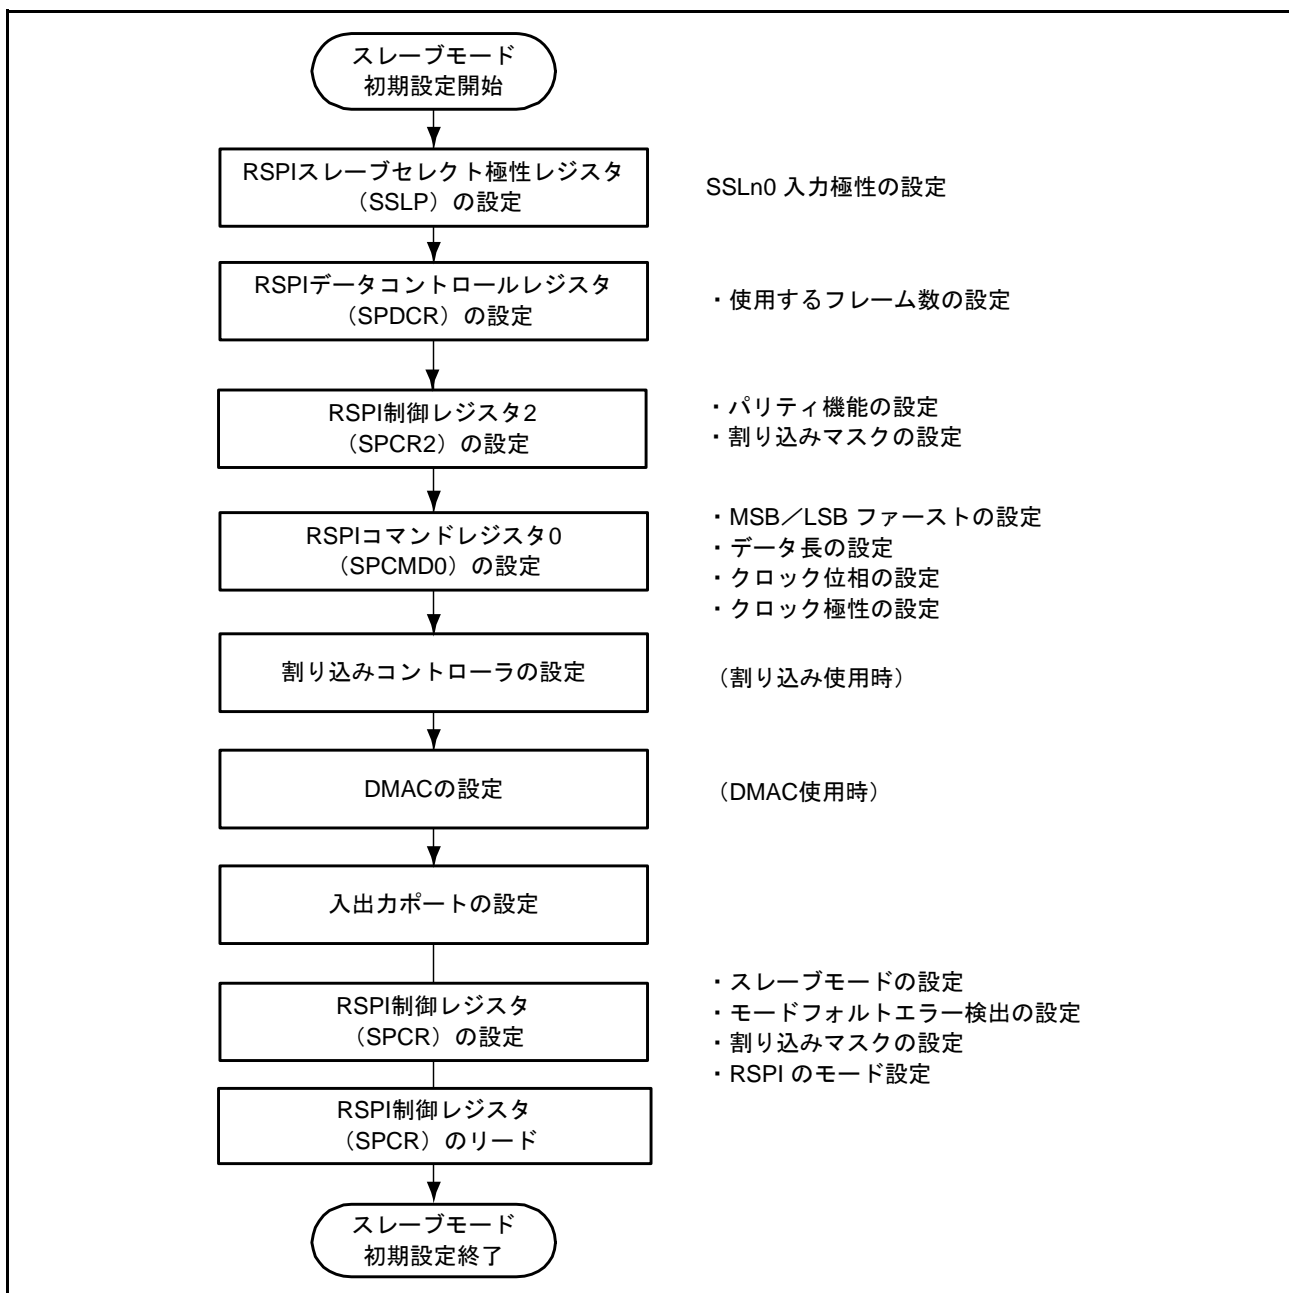 スレーブモード
初期設定開始
RSPIスレーブセレクト極性レジスタ
（SSLP）の設定
SSLn0 入力極性の設定
RSPIデータコントロールレジスタ
（SPDCR）の設定
・使用するフレーム数の設定
RSPI制御レジスタ2
（SPCR2）の設定
・パリティ機能の設定
・割り込みマスクの設定
RSPIコマンドレジスタ0
（SPCMD0）の設定
・MSB／LSB ファーストの設定
・データ長の設定
・クロック位相の設定
・クロック極性の設定
割り込みコントローラの設定
（割り込み使用時）
DMACの設定
（DMAC使用時）
入出力ポートの設定
RSPI制御レジスタ
（SPCR）の設定
・スレーブモードの設定
・モードフォルトエラー検出の設定
・割り込みマスクの設定
・RSPI のモード設定
RSPI制御レジスタ
（SPCR）のリード
スレーブモード
初期設定終了